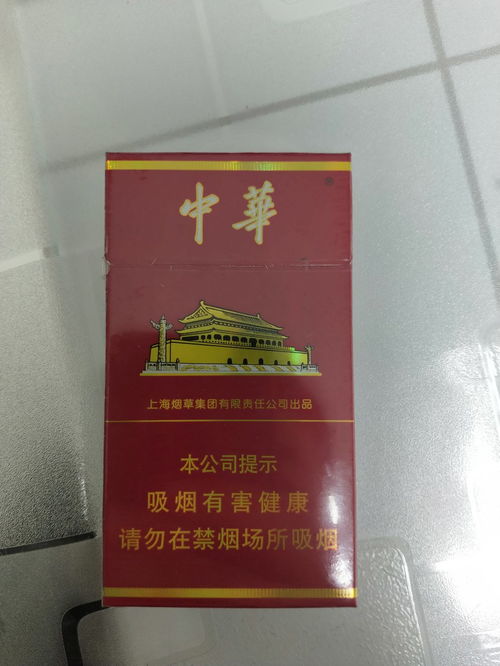 中華
上海烟草集团有限责任公司出品
本公司提示
吸烟有害健康
请勿在禁烟场所吸烟